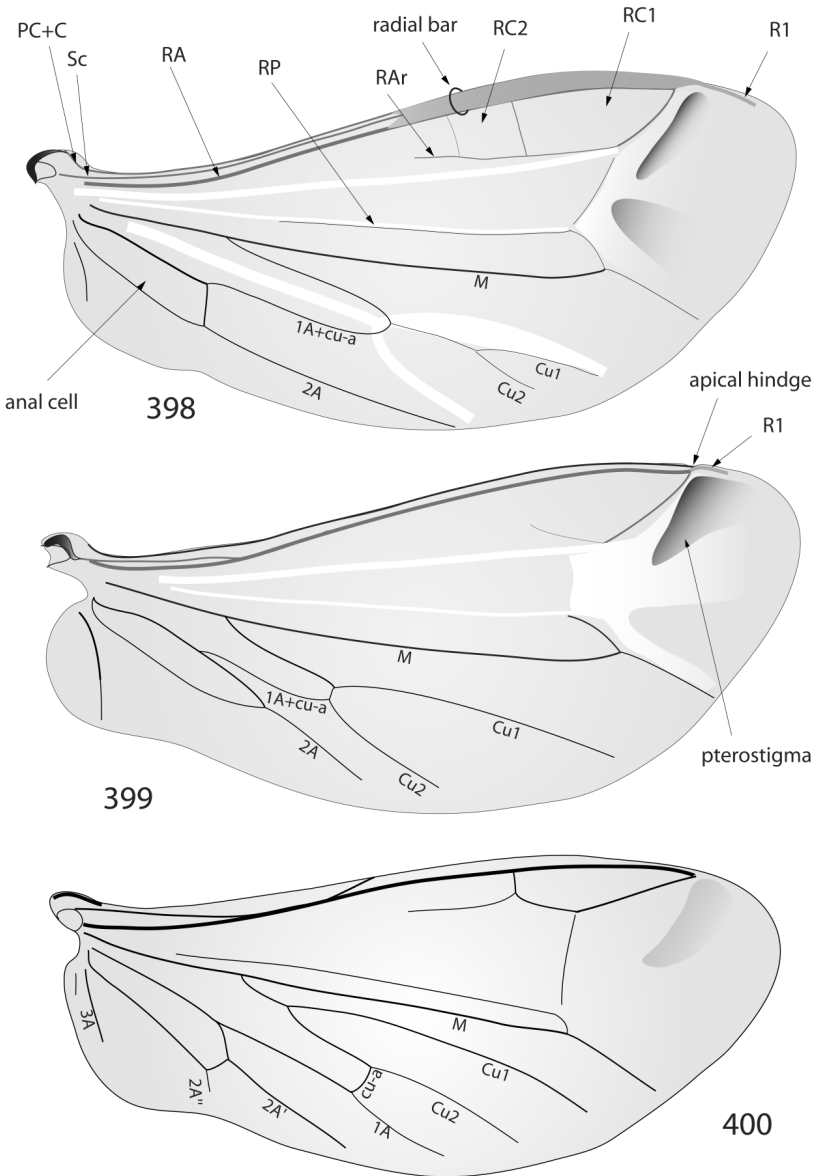 PC+C
Sc
RA
RP
radial bar
RAr
RC2
RC1
R1
M
1A+cu-a
Cu1
Cu2
2A
anal cell
398
apical hindge
R1
M
1A+cu-a
Cu1
2A
Cu2
pterostigma
399
3A
M
Cu1
cu-a
Cu2
2A"
2A'
1A
400